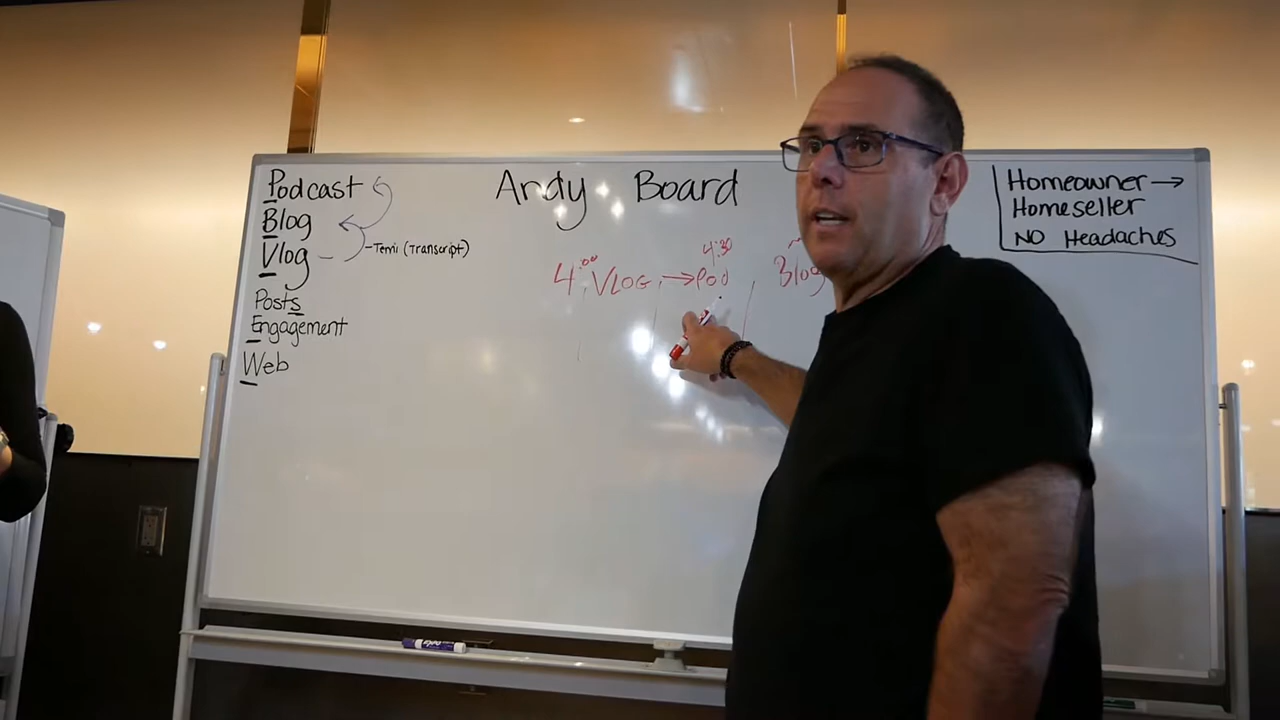 Podcast
Blog
Vlog - Temi (Transcript)
Posts
Engagement
Web
Andy Board
4:00 VLOG → Pod 4:30 Blog
Homeowner →
Homeseller
NO Headaches